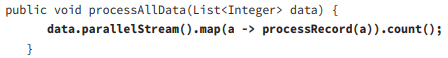 public void processAllData(List<Integer> data) {
data.parallelStream().map(a -> processRecord(a)).count();
}